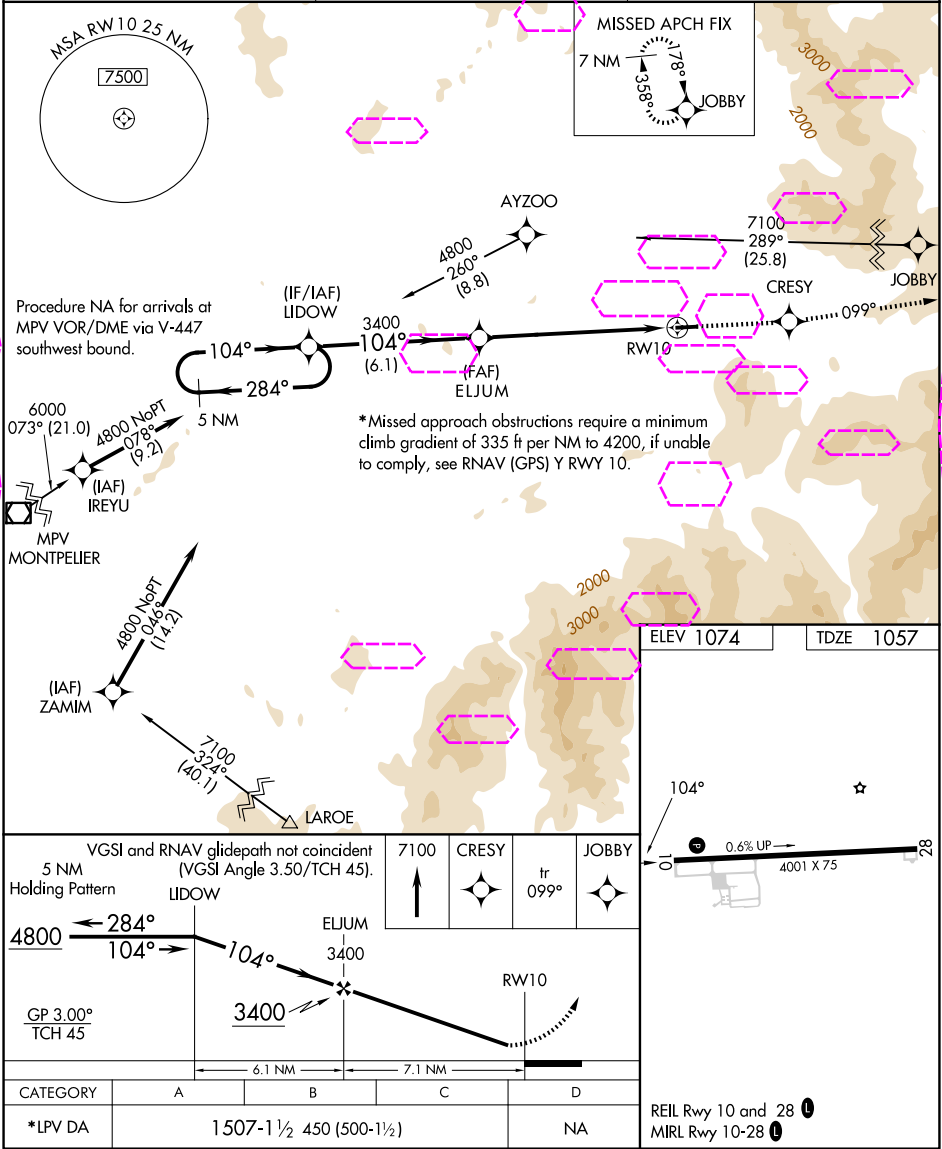 MSA RW10 25 NM
7500
MISSED APCH FIX
7 NM
358°
178°
JOBBY
3000
2000
AYZOO
4800
260°
(8.8)
7100
289°
(25.8)
JOBBY
Procedure NA for arrivals at
MPV VOR/DME via V-447
southwest bound.
(IF/IAF)
LIDOW
3400
104°
(6.1)
(FAF)
ELJUM
RW10
CRESY
099°
104°
284°
5 NM
6000
073° (21.0)
4800 NoPT
078°
(9.2)
(IAF)
IREYU
MPV
MONTPELIER
*Missed approach obstructions require a minimum
climb gradient of 335 ft per NM to 4200, if unable
to comply, see RNAV (GPS) Y RWY 10.
4800 NoPT
046°
(14.2)
(IAF)
ZAMIM
7100
324°
(40.1)
LAROE
2000
3000
ELEV 1074
TDZE 1057
104°
P
0.6% UP
4001 X 75
10
28
REIL Rwy 10 and 28 L
MIRL Rwy 10-28 L
VGSI and RNAV glidepath not coincident
(VGSI Angle 3.50/TCH 45).
5 NM
Holding Pattern
LIDOW
7100
CRESY
tr
099°
JOBBY
4800
284°
104°
104°
ELJUM
3400
3400
RW10
GP 3.00°
TCH 45
6.1 NM
7.1 NM
CATEGORY A B C D
*LPV DA 1507-1½ 450 (500-1½) NA